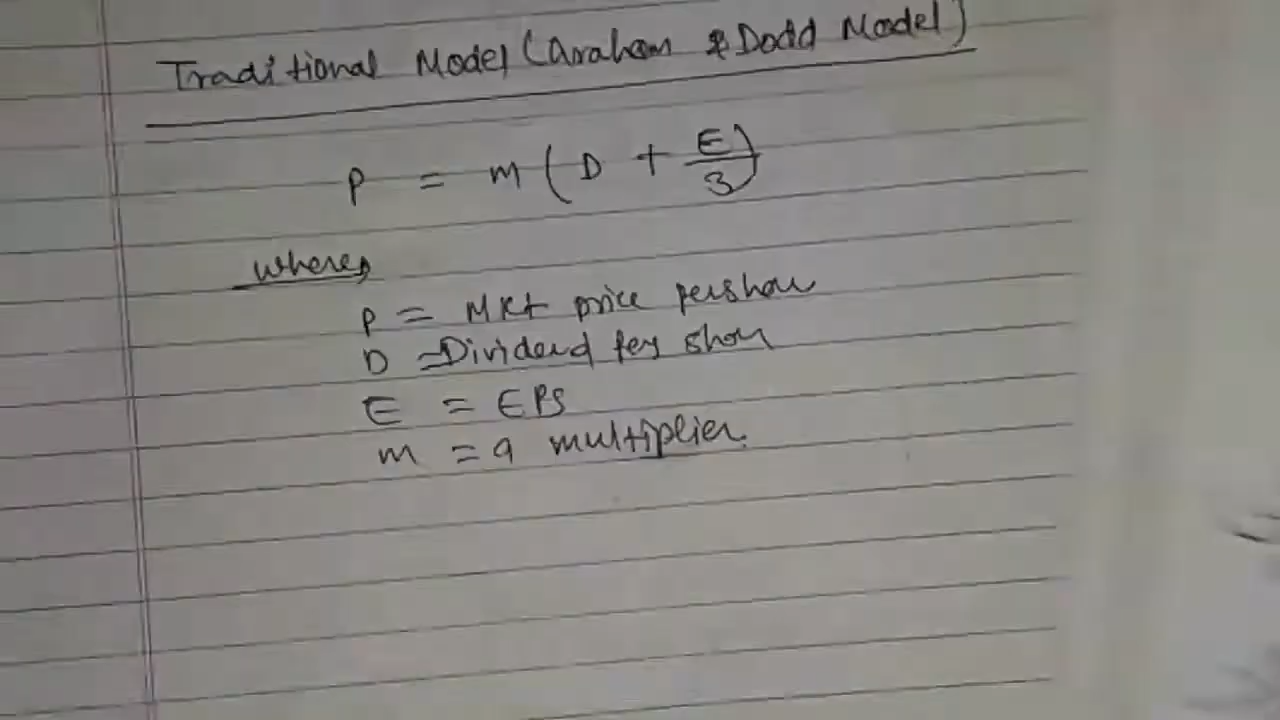 Traditional Model (Graham & Dodd Model)
P = m (D + E/3)
where,
P = Mkt price per share
D = Dividend per share
E = EPS
m = a multiplier.